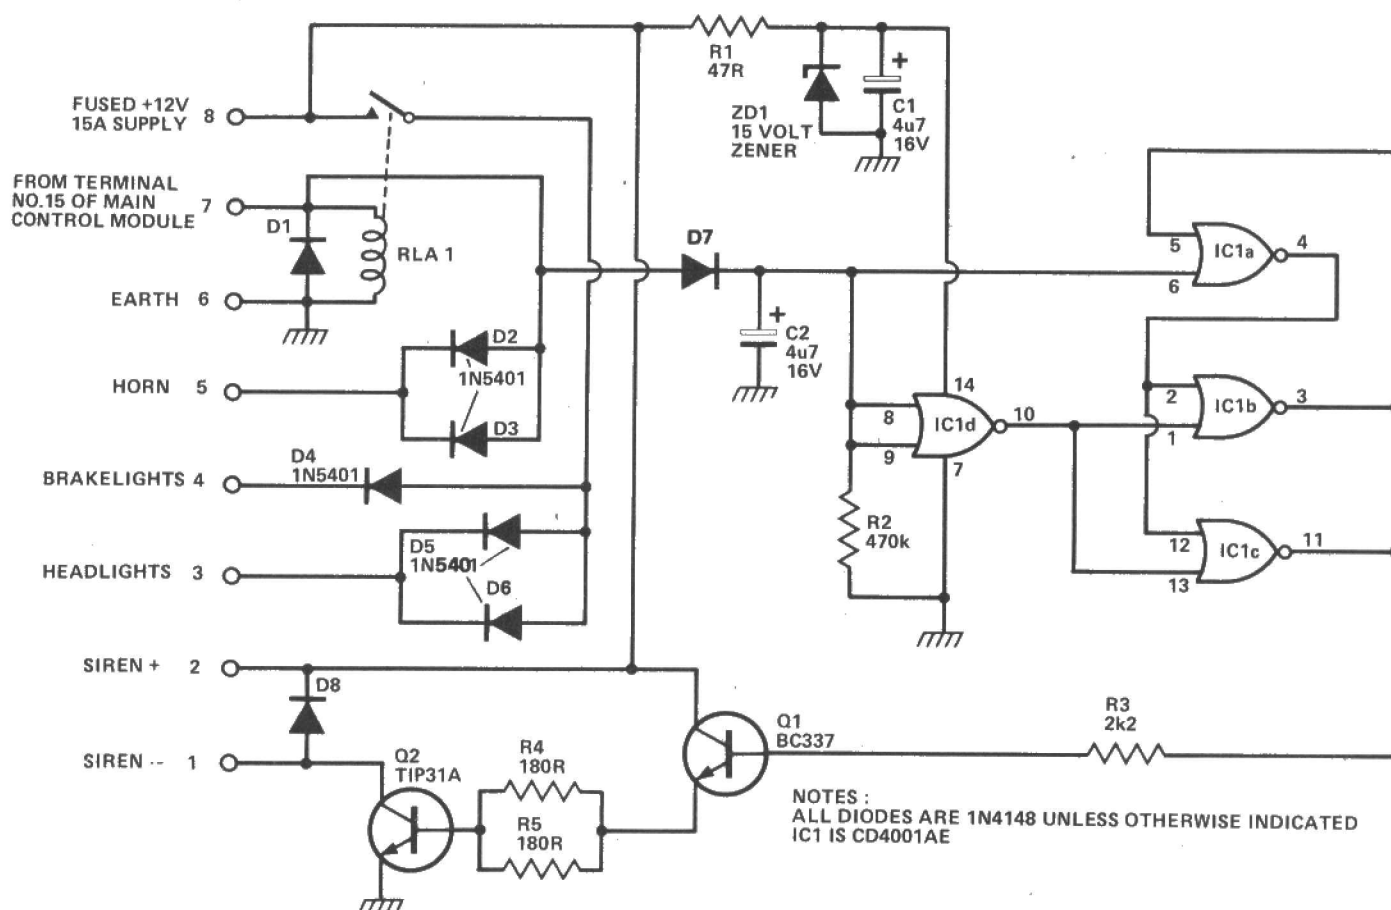 R1
47R
FUSED +12V
15A SUPPLY 8
ZD1
15 VOLT
ZENER
+
C1
4u7
16V
FROM TERMINAL
NO.15 OF MAIN
CONTROL MODULE 7
D1
RLA 1
EARTH 6
D7
5
6
IC1a
4
+
C2
4u7
16V
D2
1N5401
D3
HORN 5
14
8
9
IC1d
10
7
2
1
IC1b
3
D4
1N5401
BRAKELIGHTS 4
R2
470k
12
13
IC1c
11
D5
1N5401
D6
HEADLIGHTS 3
SIREN + 2
D8
SIREN -- 1
Q2
TIP31A
R4
180R
R5
180R
Q1
BC337
R3
2k2
NOTES :
ALL DIODES ARE 1N4148 UNLESS OTHERWISE INDICATED
IC1 IS CD4001AE